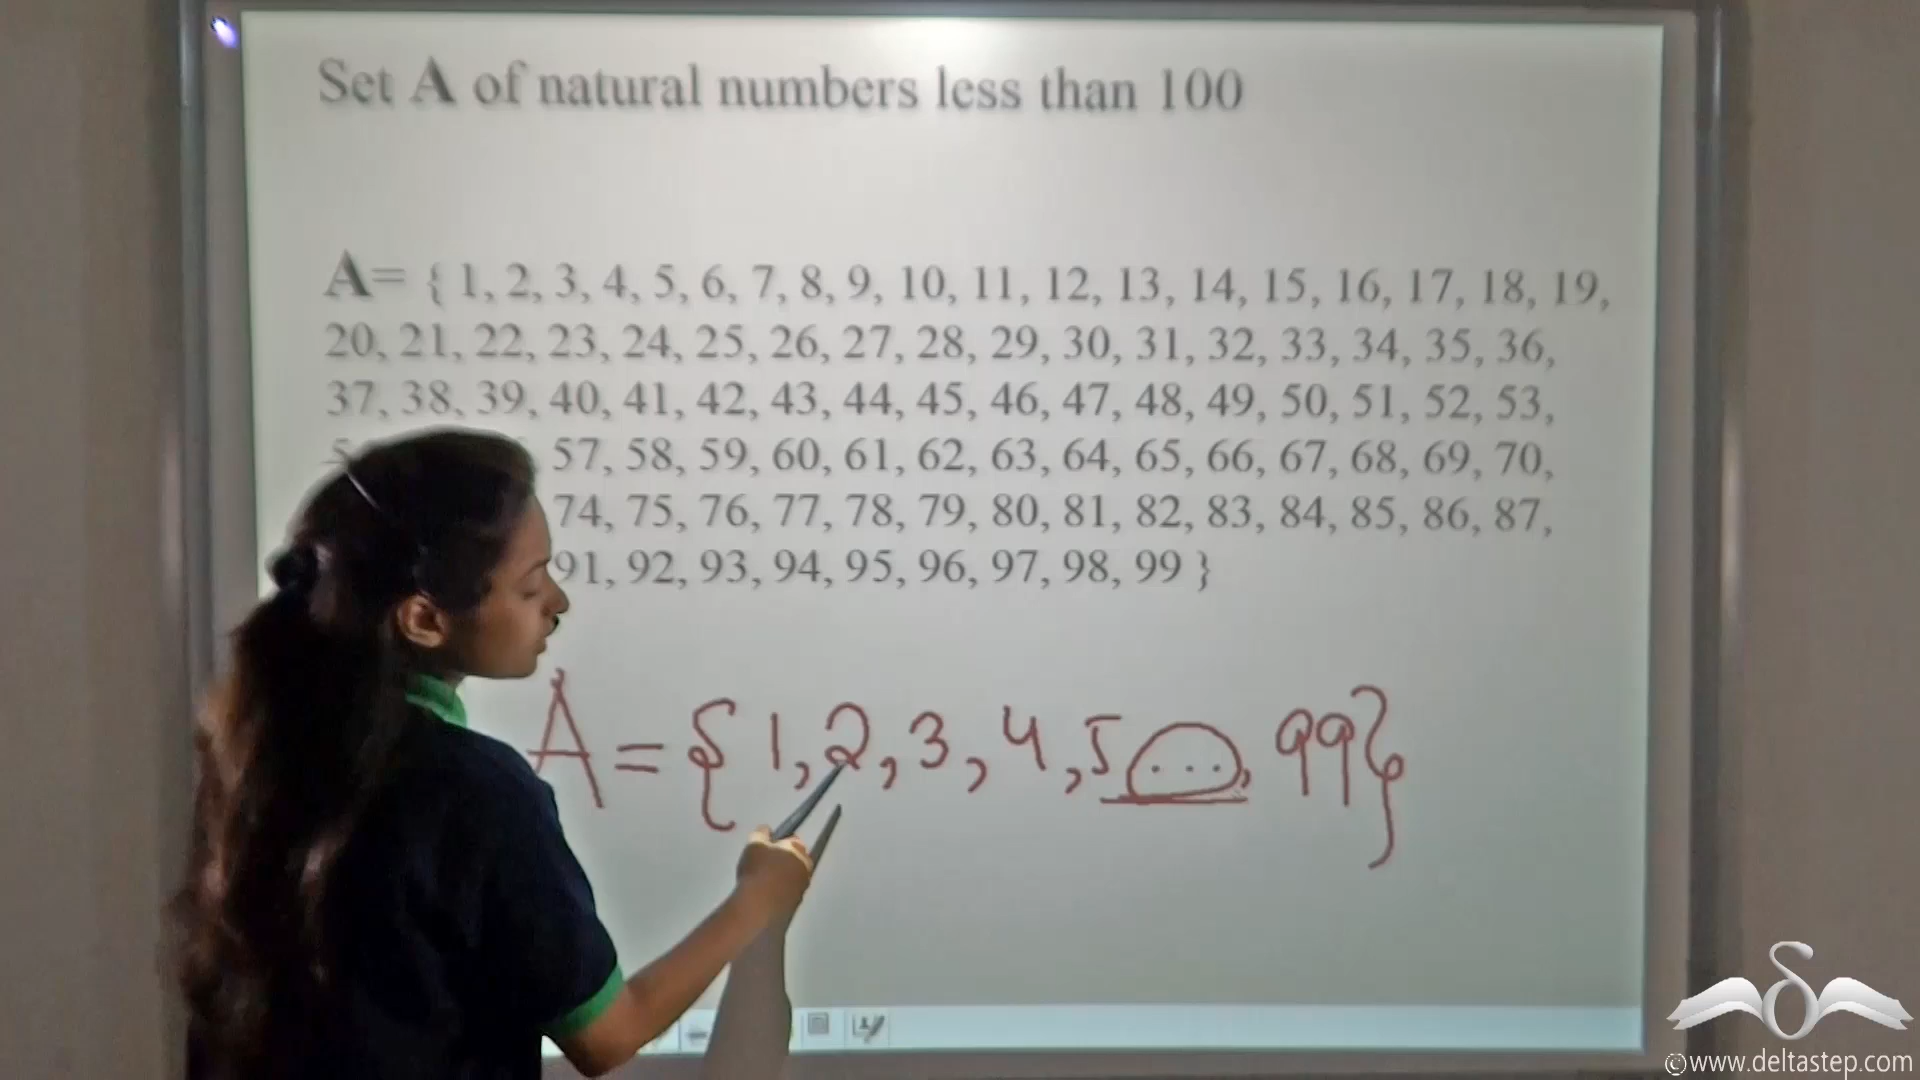 Set A of natural numbers less than 100
A= { 1, 2, 3, 4, 5, 6, 7, 8, 9, 10, 11, 12, 13, 14, 15, 16, 17, 18, 19,
20, 21, 22, 23, 24, 25, 26, 27, 28, 29, 30, 31, 32, 33, 34, 35, 36,
37, 38, 39, 40, 41, 42, 43, 44, 45, 46, 47, 48, 49, 50, 51, 52, 53,
57, 58, 59, 60, 61, 62, 63, 64, 65, 66, 67, 68, 69, 70,
74, 75, 76, 77, 78, 79, 80, 81, 82, 83, 84, 85, 86, 87,
91, 92, 93, 94, 95, 96, 97, 98, 99 }
A = { 1, 2, 3, 4, 5 ... , 99 }
©www.deltastep.com